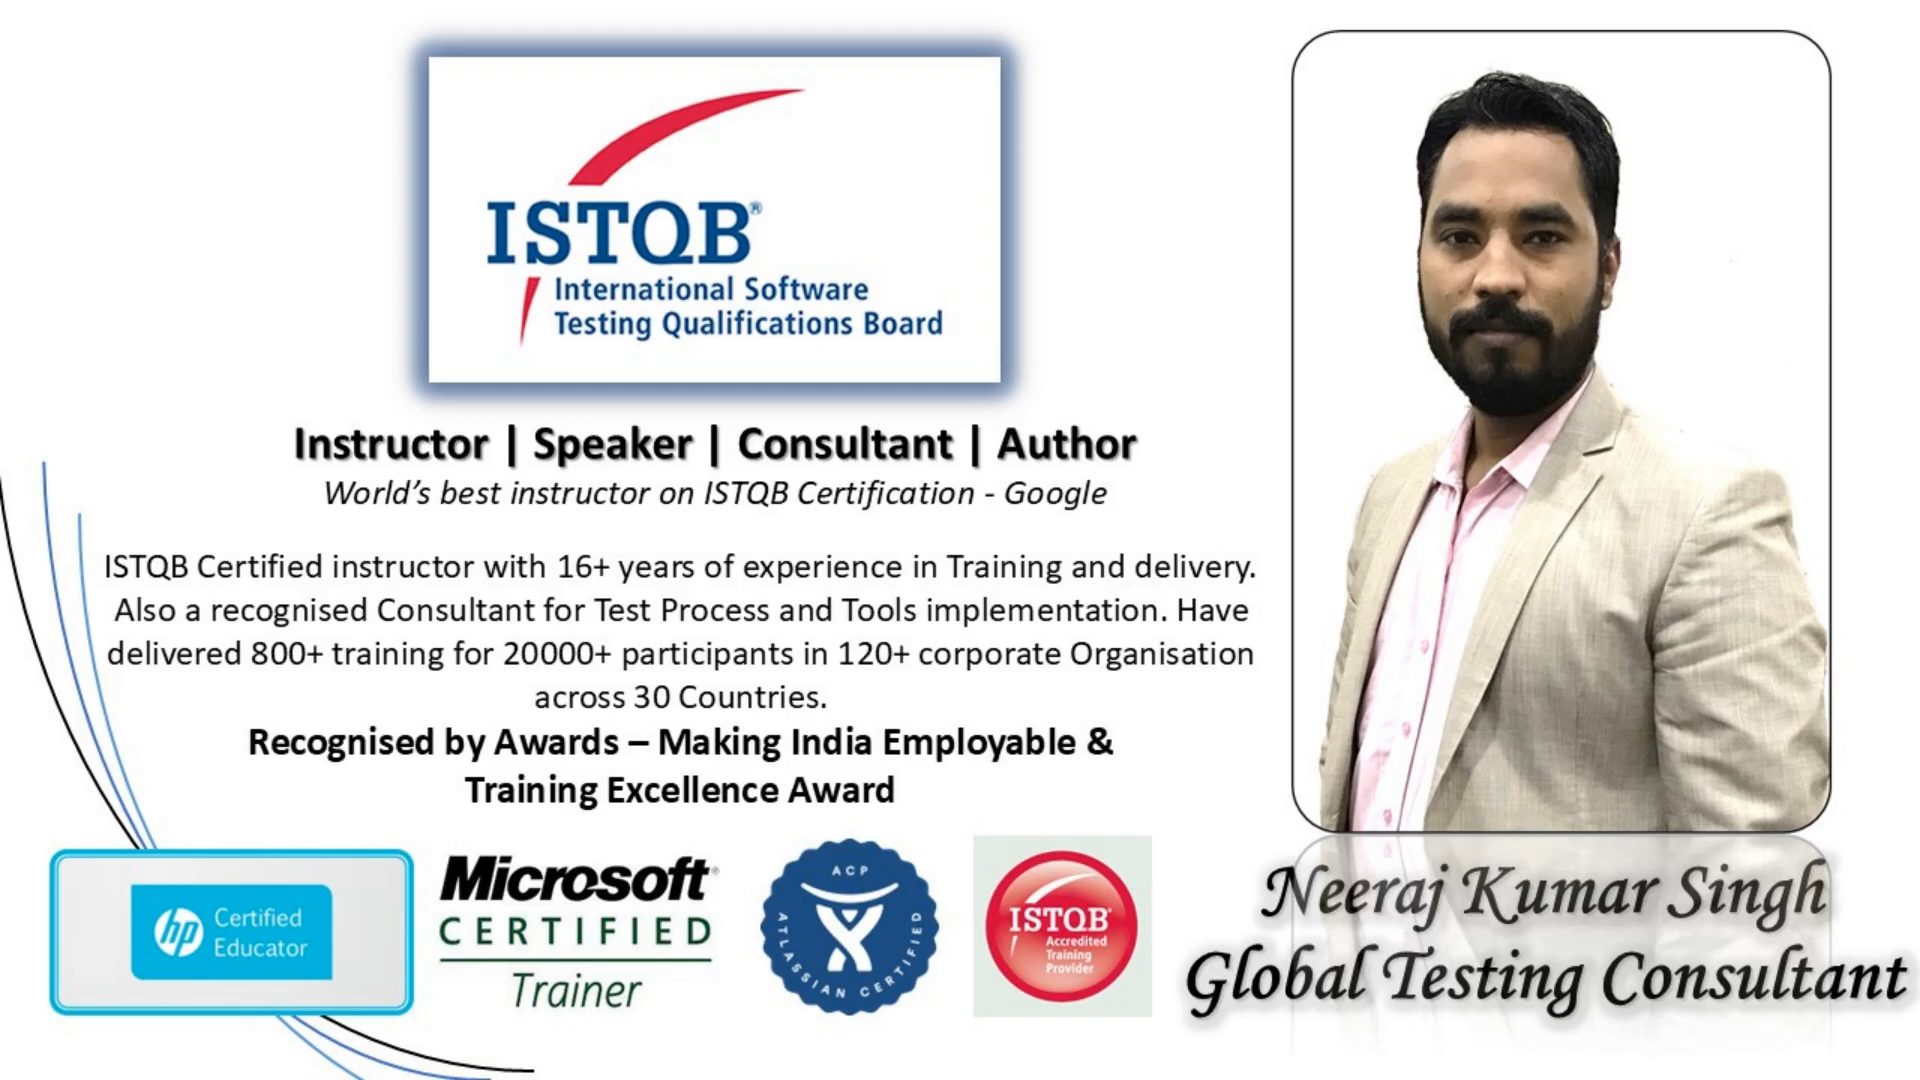 ISTQB®
International Software
Testing Qualifications Board
Instructor | Speaker | Consultant | Author
World’s best instructor on ISTQB Certification - Google
ISTQB Certified instructor with 16+ years of experience in Training and delivery.
Also a recognised Consultant for Test Process and Tools implementation. Have
delivered 800+ training for 20000+ participants in 120+ corporate Organisation
across 30 Countries.
Recognised by Awards – Making India Employable &
Training Excellence Award
hp Certified
Educator
Microsoft®
CERTIFIED
Trainer
ACP
ATLASSIAN CERTIFIED
ISTQB®
Accredited
Training
Provider
Neeraj Kumar Singh
Global Testing Consultant